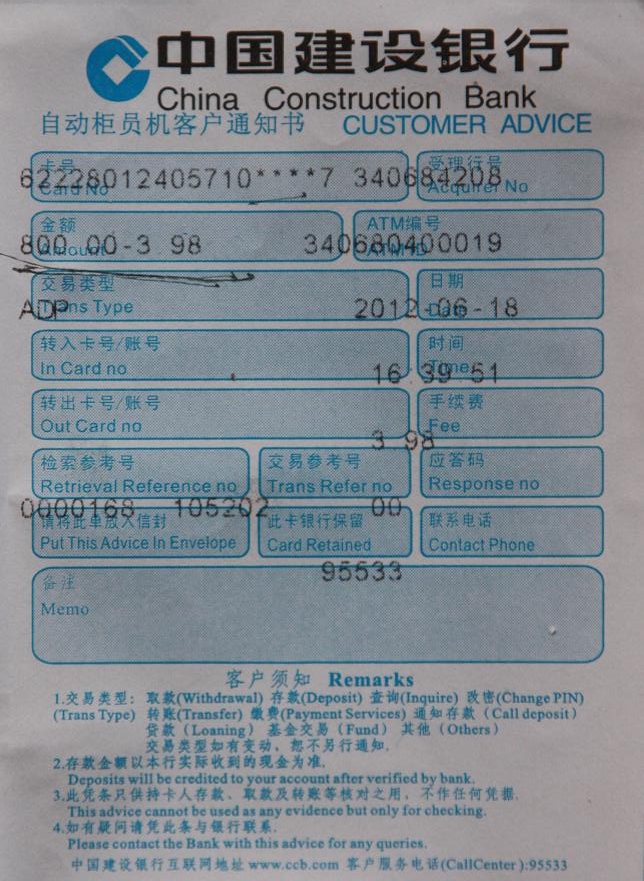 中国建设银行
China Construction Bank
自动柜员机客户通知书 CUSTOMER ADVICE
卡号 受理行号
Card No Acquirer No
62228012405710****7 340684208
金额 ATM编号
Amount ATM ID
800.00-3.98 340680400019
交易类型 日期
Trans Type Date
ADP 2012-06-18
转入卡号/账号 时间
In Card no Time
16 39 51
转出卡号/账号 手续费
Out Card no Fee
3.98
检索参考号 交易参考号 应答码
Retrieval Reference no Trans Refer no Response no
0000168 105202 00
请将此单放入信封 此卡银行保留 联系电话
Put This Advice In Envelope Card Retained Contact Phone
95533
备注
Memo
客户须知 Remarks
1.交易类型: 取款(Withdrawal) 存款(Deposit) 查询(Inquire) 改密(Change PIN)
(Trans Type) 转账(Transfer) 缴费(Payment Services) 通知存款(Call deposit)
贷款(Loaning) 基金交易(Fund) 其他(Others)
交易类型如有变动,恕不另行通知.
2.存款金额以本行实际收到的现金为准.
Deposits will be credited to your account after verified by bank.
3.此凭条只供持卡人存款、取款及转账等核对之用,不作任何凭据.
This advice cannot be used as any evidence but only for checking.
4.如有疑问请凭此条与银行联系.
Please contact the Bank with this advice for any queries.
中国建设银行互联网地址 www.ccb.com 客户服务电话(CallCenter):95533